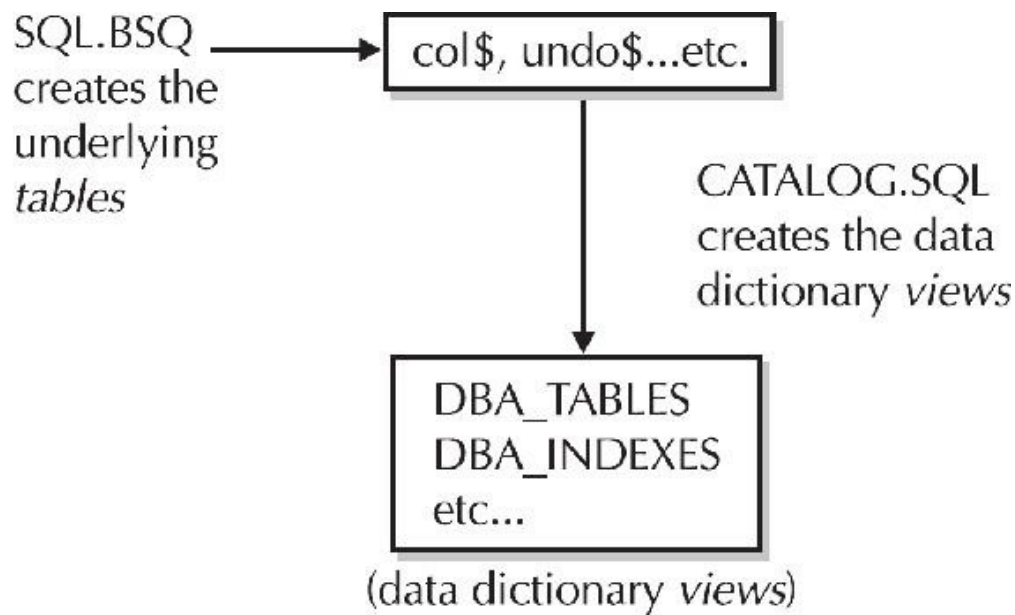 SQL.BSQ
creates the
underlying
tables
col$, undo$...etc.
CATALOG.SQL
creates the data
dictionary views
DBA_TABLES
DBA_INDEXES
etc...
(data dictionary views)